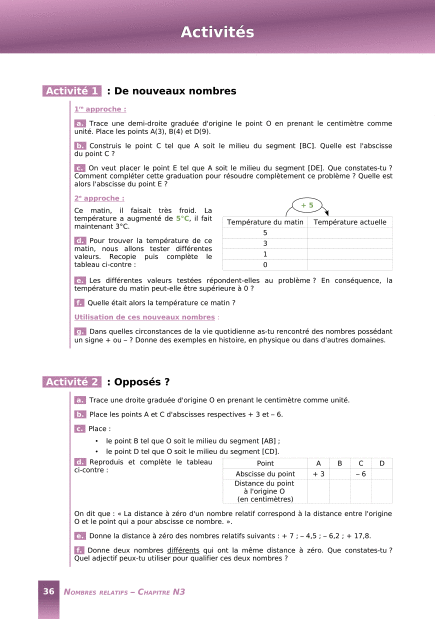 Activités
Activité 1 : De nouveaux nombres
1re approche :
a. Trace une demi-droite graduée d'origine le point O en prenant le centimètre comme
unité. Place les points A(3), B(4) et D(9).
b. Construis le point C tel que A soit le milieu du segment [BC]. Quelle est l'abscisse
du point C ?
c. On veut placer le point E tel que A soit le milieu du segment [DE]. Que constates-tu ?
Comment compléter cette graduation pour résoudre complètement ce problème ? Quelle est
alors l'abscisse du point E ?
2e approche :
Ce matin, il faisait très froid. La
température a augmenté de 5°C, il fait
maintenant 3°C.
d. Pour trouver la température de ce
matin, nous allons tester différentes
valeurs. Recopie puis complète le
tableau ci-contre :
+ 5
Température du matin Température actuelle
5
3
1
0
e. Les différentes valeurs testées répondent-elles au problème ? En conséquence, la
température du matin peut-elle être supérieure à 0 ?
f. Quelle était alors la température ce matin ?
Utilisation de ces nouveaux nombres :
g. Dans quelles circonstances de la vie quotidienne as-tu rencontré des nombres possédant
un signe + ou – ? Donne des exemples en histoire, en physique ou dans d'autres domaines.
Activité 2 : Opposés ?
a. Trace une droite graduée d'origine O en prenant le centimètre comme unité.
b. Place les points A et C d'abscisses respectives + 3 et – 6.
c. Place :
• le point B tel que O soit le milieu du segment [AB] ;
• le point D tel que O soit le milieu du segment [CD].
d. Reproduis et complète le tableau
ci-contre :
Point A B C D
Abscisse du point + 3 – 6
Distance du point
à l'origine O
(en centimètres)
On dit que : « La distance à zéro d'un nombre relatif correspond à la distance entre l'origine
O et le point qui a pour abscisse ce nombre. ».
e. Donne la distance à zéro des nombres relatifs suivants : + 7 ; – 4,5 ; – 6,2 ; + 17,8.
f. Donne deux nombres différents qui ont la même distance à zéro. Que constates-tu ?
Quel adjectif peux-tu utiliser pour qualifier ces deux nombres ?
36 NOMBRES RELATIFS – CHAPITRE N3